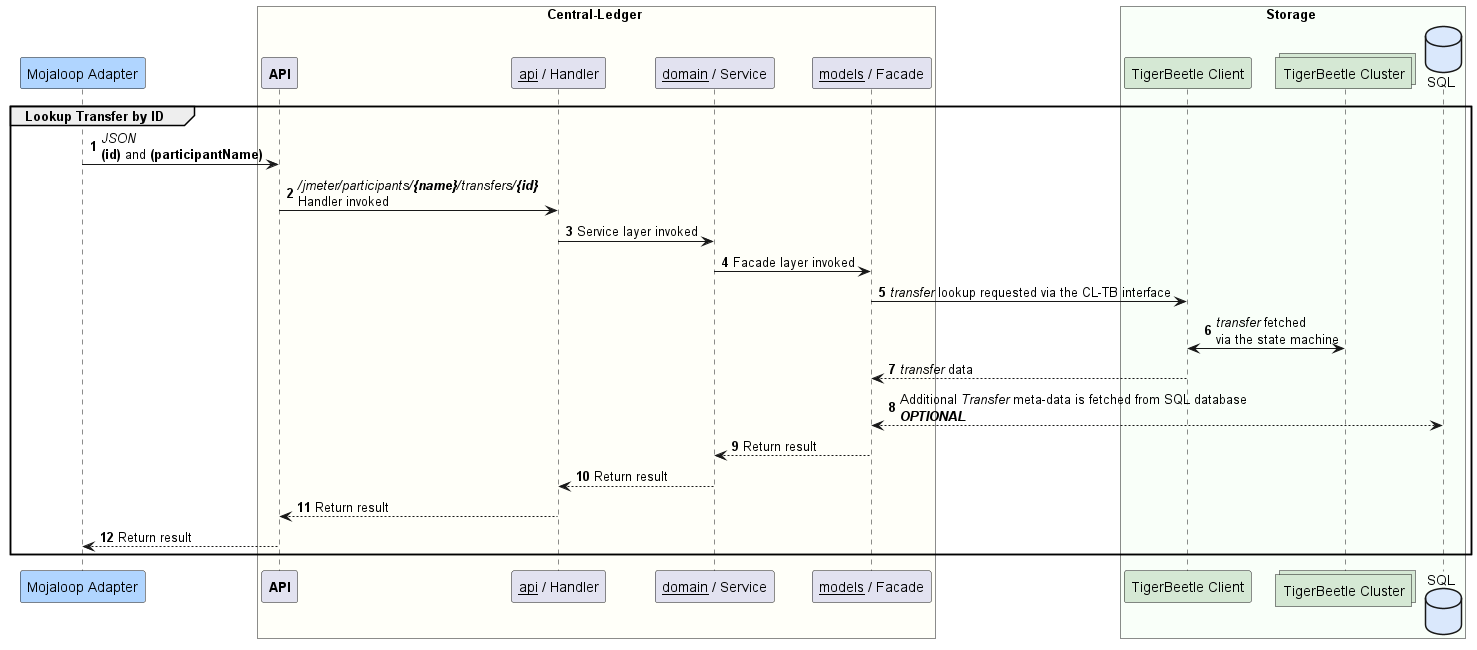 Central-Ledger
Storage
Mojaloop Adapter
API
api / Handler
domain / Service
models / Facade
TigerBeetle Client
TigerBeetle Cluster
SQL
Lookup Transfer by ID
1 JSON
(id) and (participantName)
2 /jmeter/participants/{name}/transfers/{id}
Handler invoked
3 Service layer invoked
4 Facade layer invoked
5 transfer lookup requested via the CL-TB interface
6 transfer fetched
via the state machine
7 transfer data
8 Additional Transfer meta-data is fetched from SQL database
OPTIONAL
9 Return result
10 Return result
11 Return result
12 Return result
Mojaloop Adapter
API
api / Handler
domain / Service
models / Facade
TigerBeetle Client
TigerBeetle Cluster
SQL